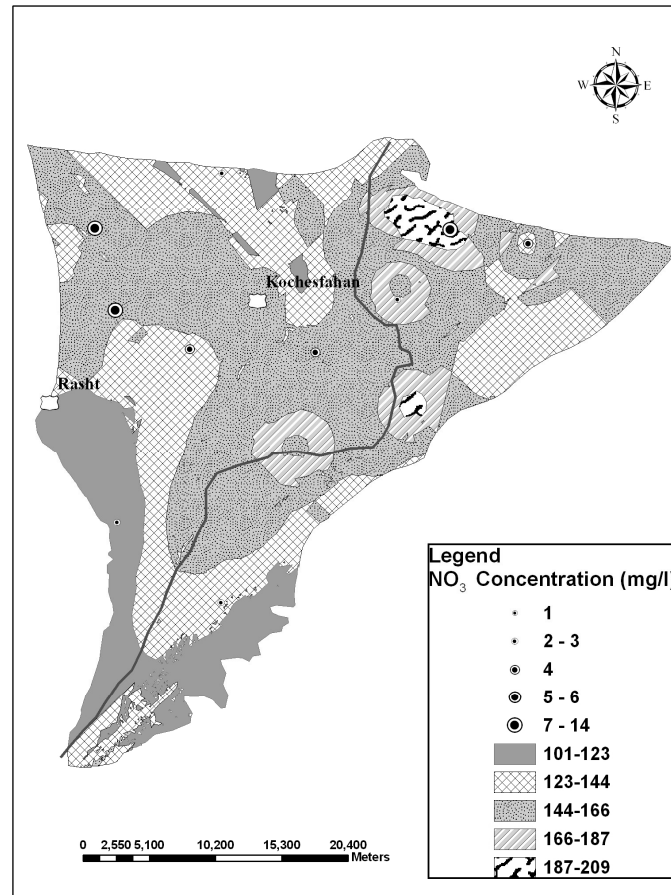 N
W E
S
Kochesfahan
Rasht
Legend
NO₃ Concentration (mg/l)
1
2 - 3
4
5 - 6
7 - 14
101-123
123-144
144-166
166-187
187-209
0 2,550 5,100 10,200 15,300 20,400
Meters